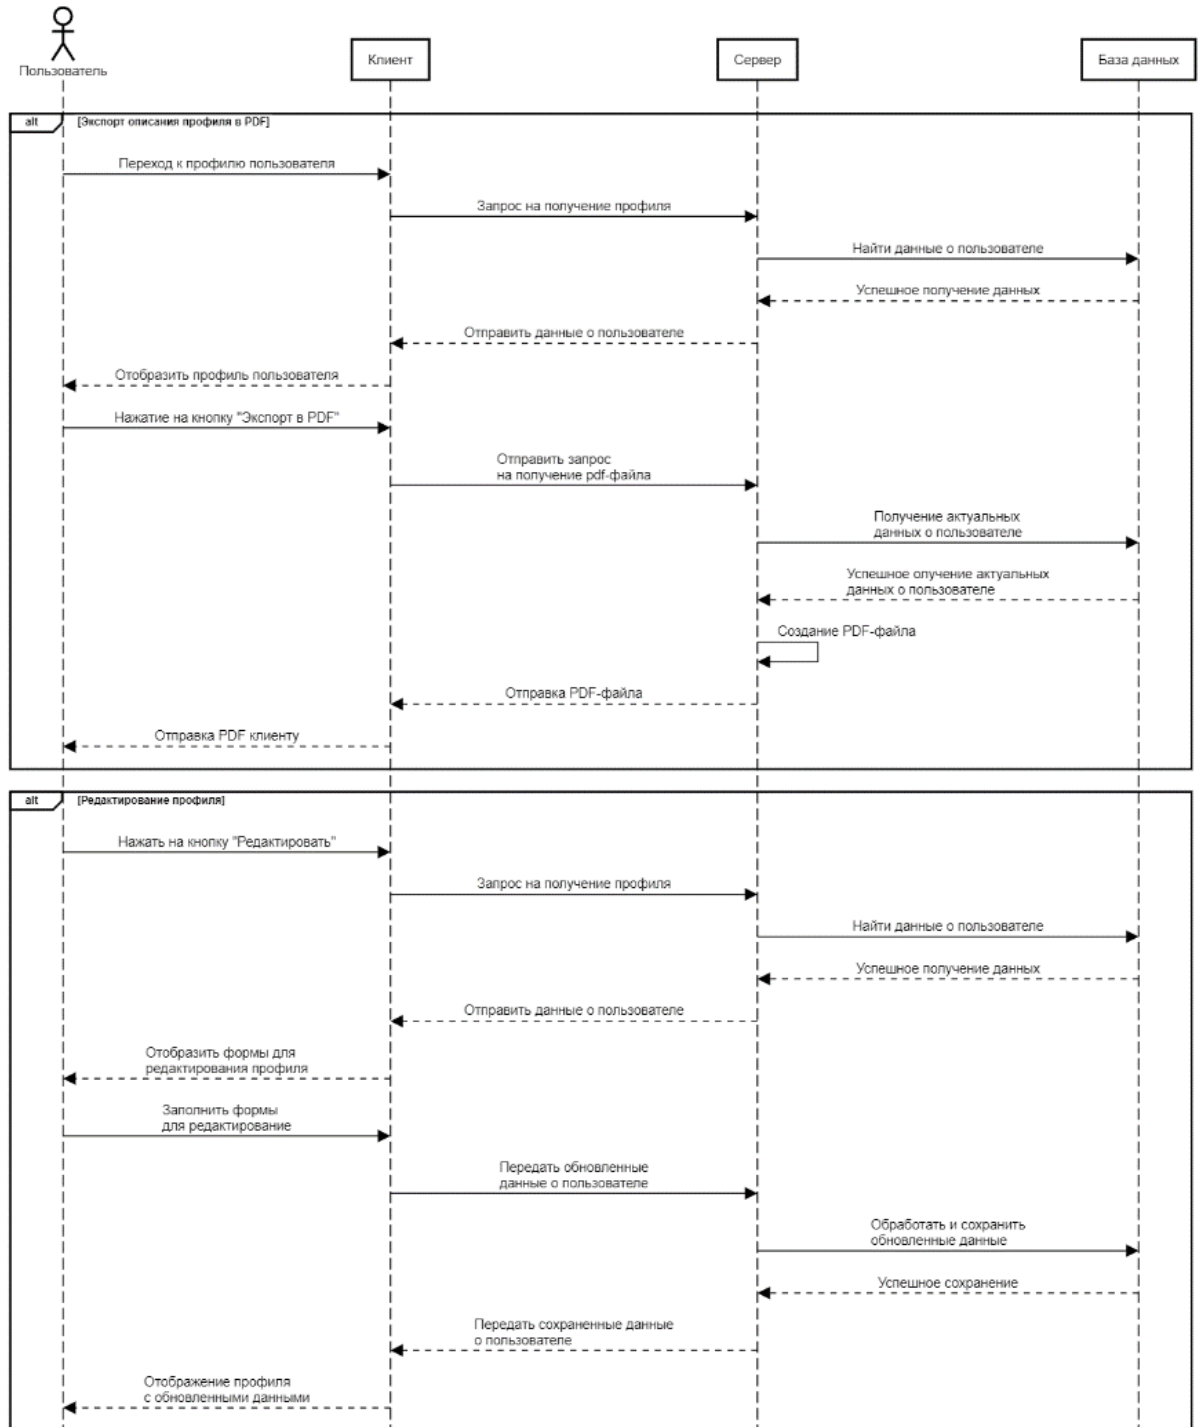 Пользователь
Клиент
Сервер
База данных
alt
[Экспорт описания профиля в PDF]
Переход к профилю пользователя
Запрос на получение профиля
Найти данные о пользователе
Успешное получение данных
Отправить данные о пользователе
Отобразить профиль пользователя
Нажатие на кнопку "Экспорт в PDF"
Отправить запрос
на получение pdf-файла
Получение актуальных
данных о пользователе
Успешное олучение актуальных
данных о пользователе
Создание PDF-файла
Отправка PDF-файла
Отправка PDF клиенту
alt
[Редактирование профиля]
Нажать на кнопку "Редактировать"
Запрос на получение профиля
Найти данные о пользователе
Успешное получение данных
Отправить данные о пользователе
Отобразить формы для
редактирования профиля
Заполнить формы
для редактирование
Передать обновленные
данные о пользователе
Обработать и сохранить
обновленные данные
Успешное сохранение
Передать сохраненные данные
о пользователе
Отображение профиля
с обновленными данными